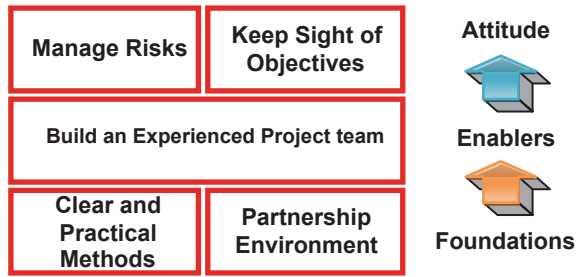 Manage Risks
Keep Sight of
Objectives
Attitude
Build an Experienced Project team
Enablers
Clear and
Practical
Methods
Partnership
Environment
Foundations